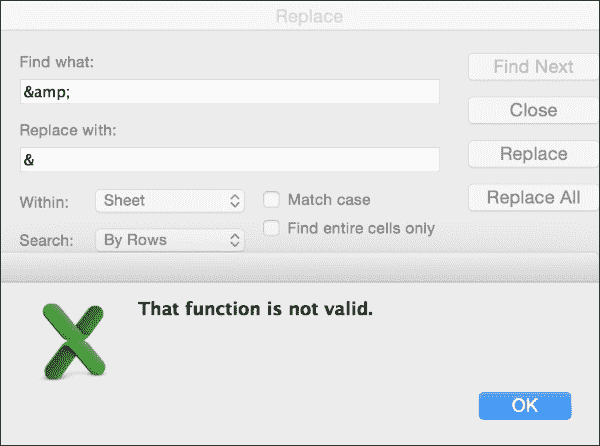 Replace
Find what:
Find Next
&amp;
Close
Replace with:
&
Replace
Within: Sheet
Match case
Replace All
Find entire cells only
Search: By Rows
That function is not valid.
OK